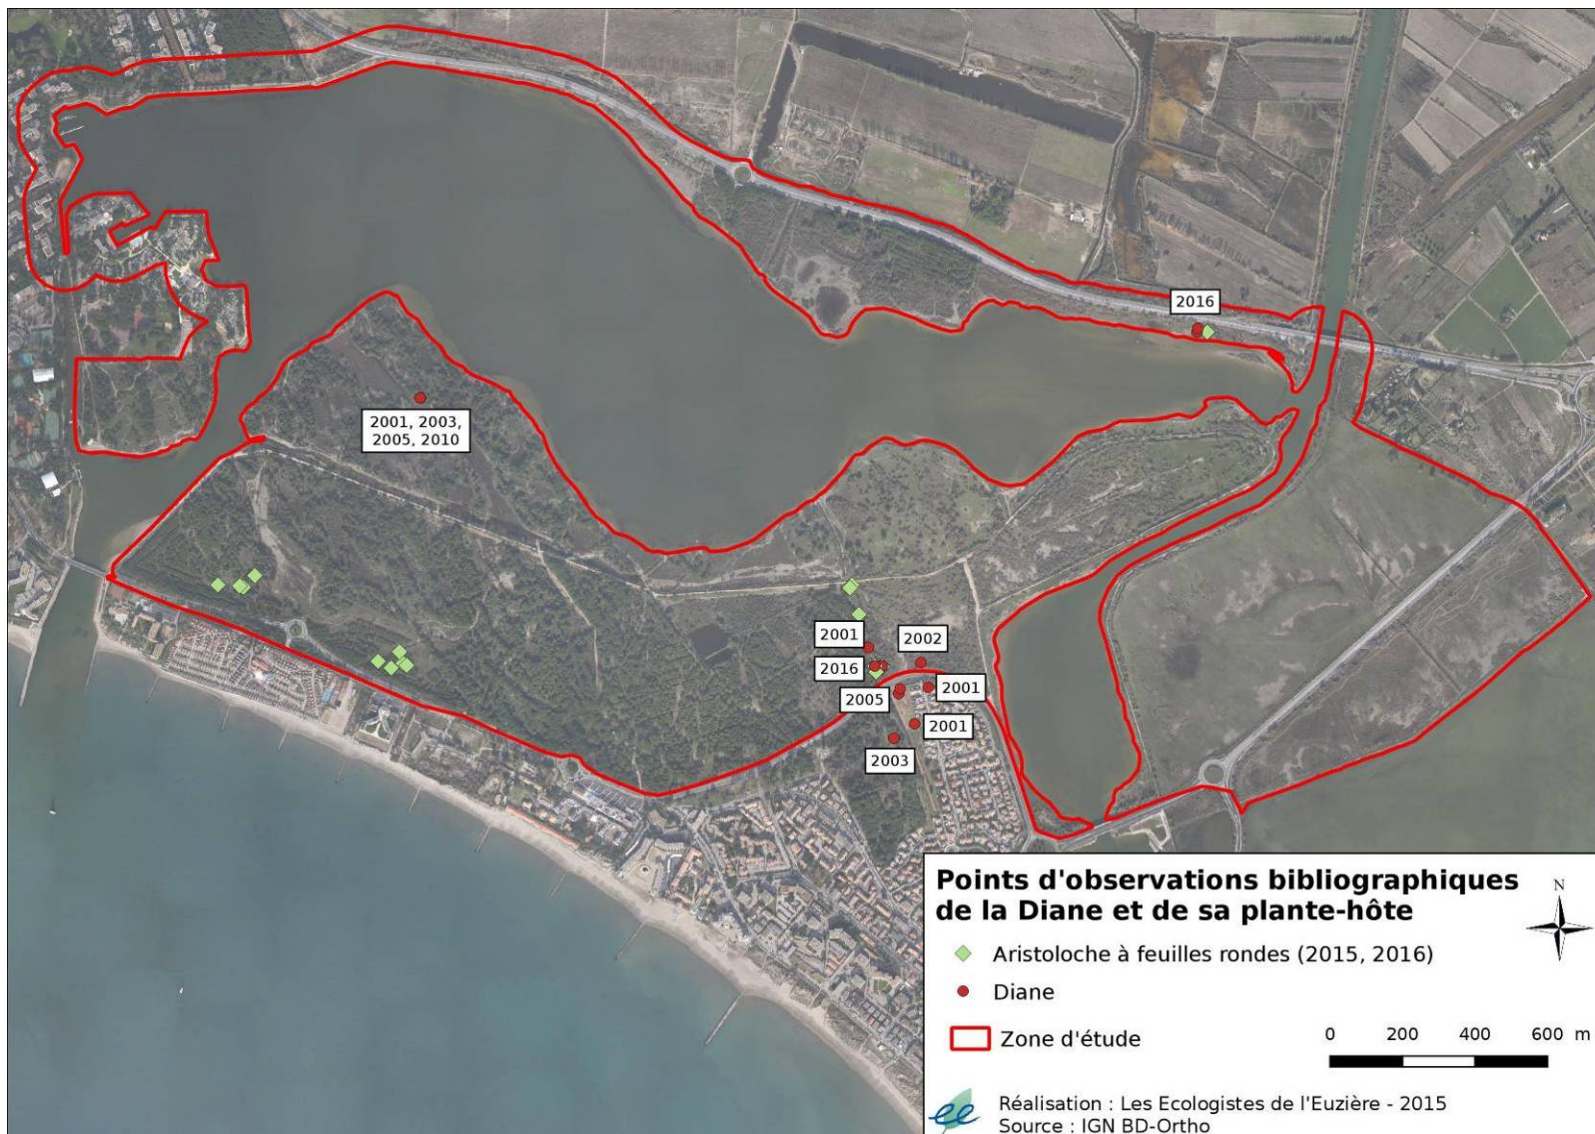 2016
2001, 2003,
2005, 2010
2001
2002
2016
2001
2005
2001
2003
Points d'observations bibliographiques
de la Diane et de sa plante-hôte
N
Aristoloche à feuilles rondes (2015, 2016)
Diane
Zone d'étude
0 200 400 600 m
ee
Réalisation : Les Ecologistes de l'Euzière - 2015
Source : IGN BD-Ortho